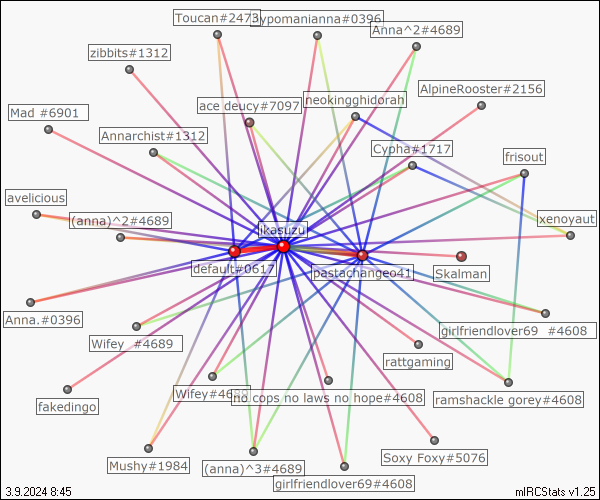 Toucan#2473
hypomanianna#0396
Anna^2#4689
zibbits#1312
AlpineRooster#2156
ace deucy#7097
neokingghidorah
Mad #6901
Annarchist#1312
Cypha#1717
frisout
avelicious
(anna)^2#4689
ikasuzu
xenoyaut
default#0617
pastachangeo41
Skalman
Anna.#0396
girlfriendlover69 #4608
Wifey #4689
rattgaming
fakedingo
Wifey#4689
no cops no laws no hope#4608
ramshackle gorey#4608
Mushy#1984
(anna)^3#4689
Soxy Foxy#5076
girlfriendlover69#4608
3.9.2024 8:45
mIRCStats v1.25